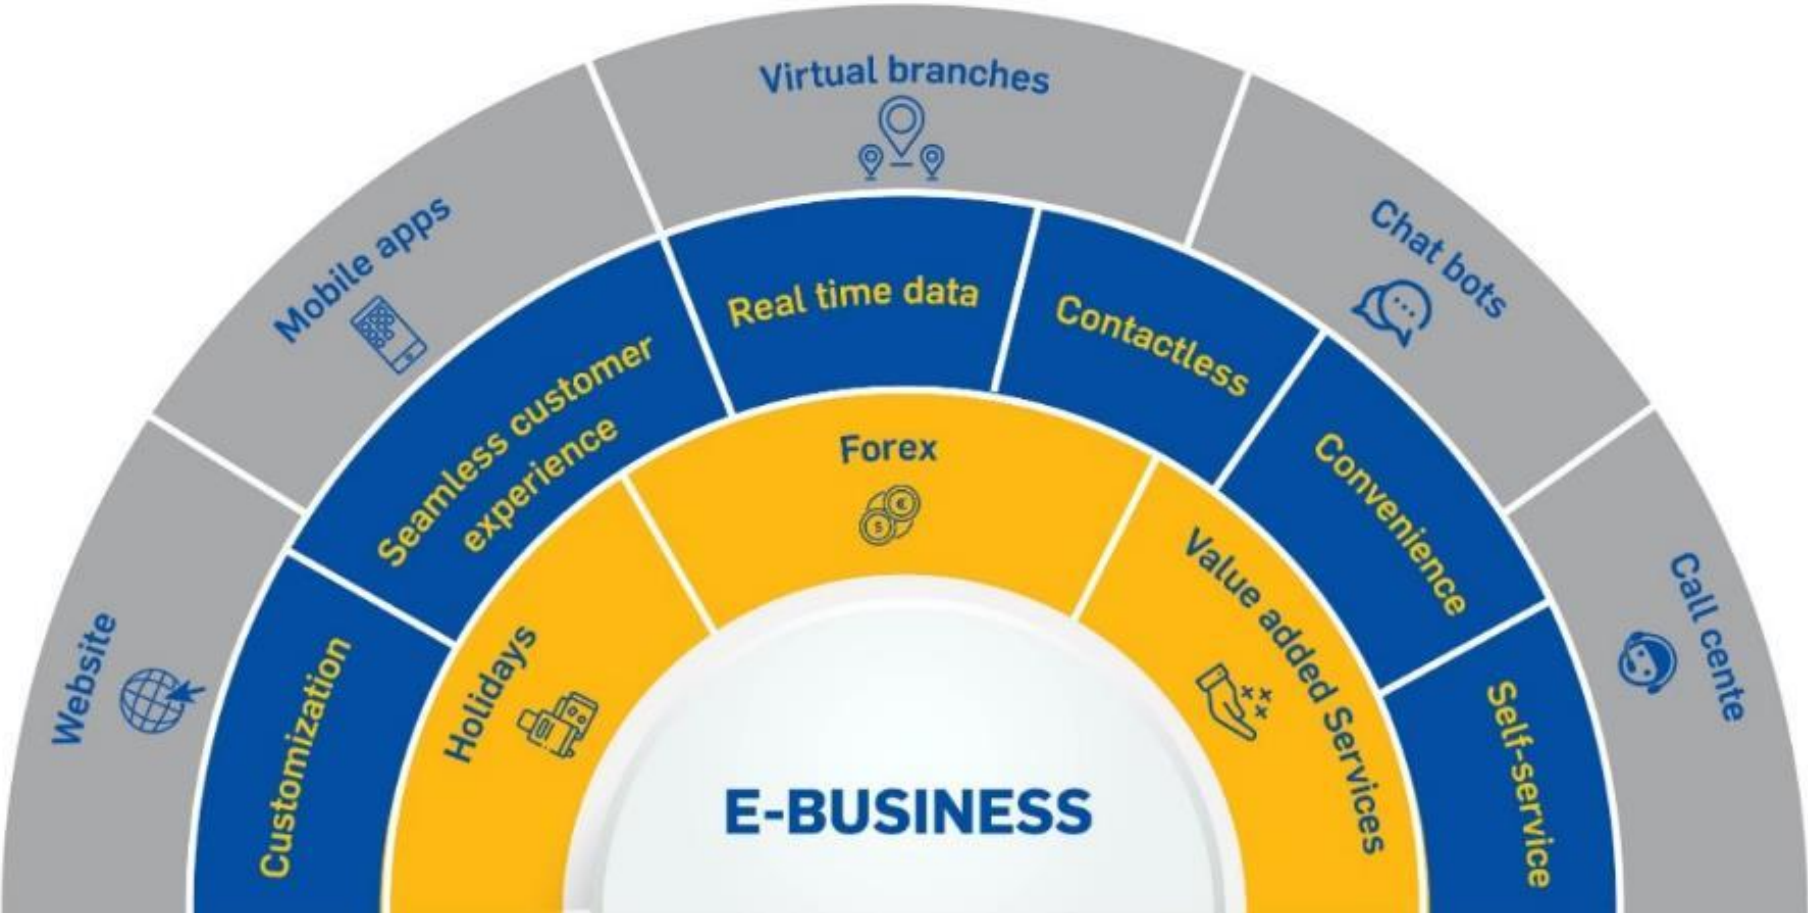 Virtual branches
Mobile apps
Chat bots
Website
Call cente
Real time data
Contactless
Seamless customer
experience
Convenience
Customization
Self-service
Forex
€
$
Holidays
Value added Services
E-BUSINESS